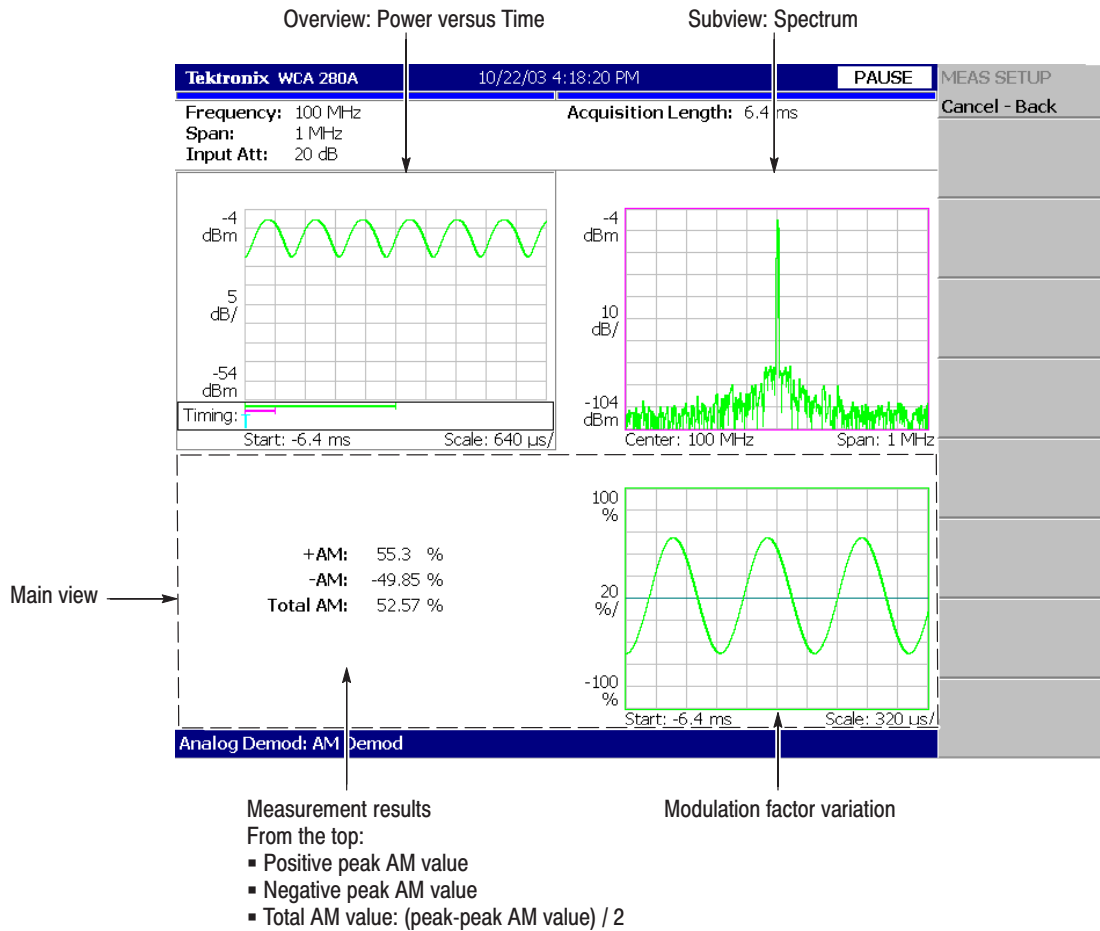 Overview: Power versus Time
Subview: Spectrum
Tektronix WCA 280A 10/22/03 4:18:20 PM PAUSE
MEAS SETUP
Cancel - Back
Frequency: 100 MHz
Acquisition Length: 6.4 ms
Span: 1 MHz
Input Att: 20 dB
-4
dBm
5
dB/
-54
dBm
Timing:
Start: -6.4 ms Scale: 640 µs/
-4
dBm
10
dB/
-104
dBm
Center: 100 MHz Span: 1 MHz
Main view
+AM: 55.3 %
-AM: -49.85 %
Total AM: 52.57 %
100
%
20
%/
-100
%
Start: -6.4 ms Scale: 320 µs/
Analog Demod: AM Demod
Measurement results
From the top:
▪ Positive peak AM value
▪ Negative peak AM value
▪ Total AM value: (peak-peak AM value) / 2
Modulation factor variation